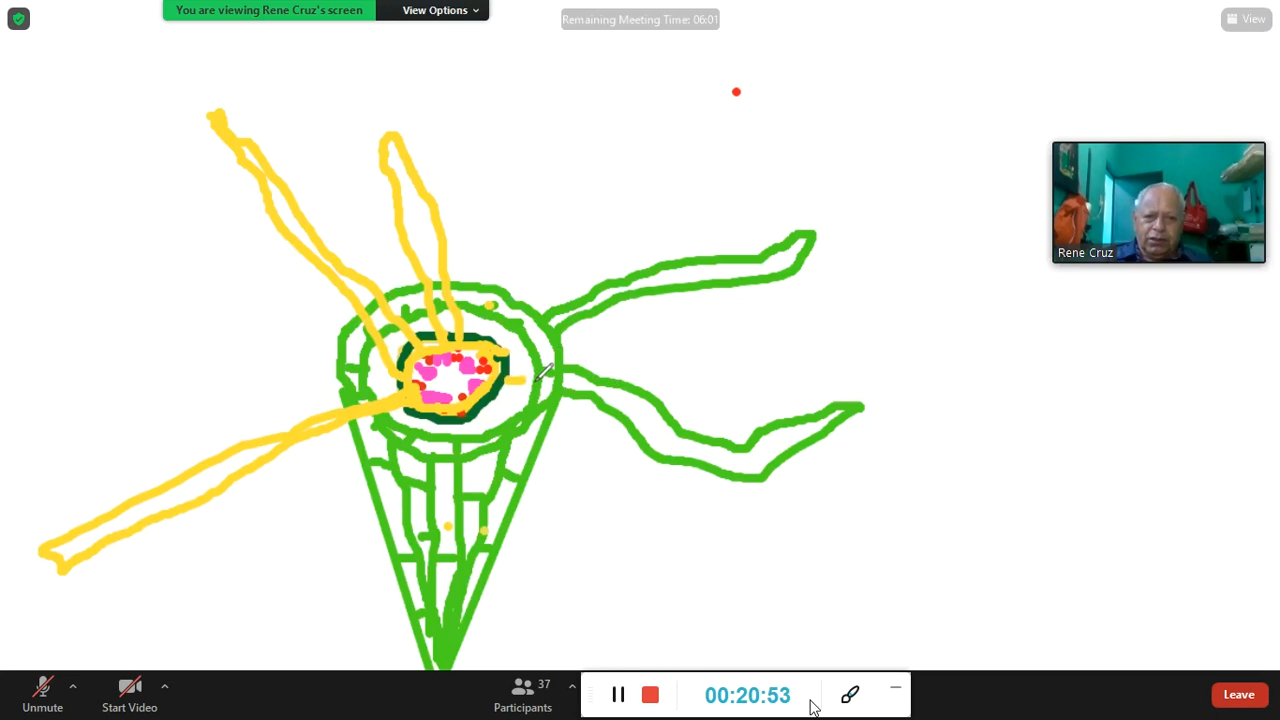 You are viewing Rene Cruz's screen
View Options
Remaining Meeting Time: 06:01
View
Rene Cruz
Unmute
Start Video
37
Participants
00:20:53
Leave